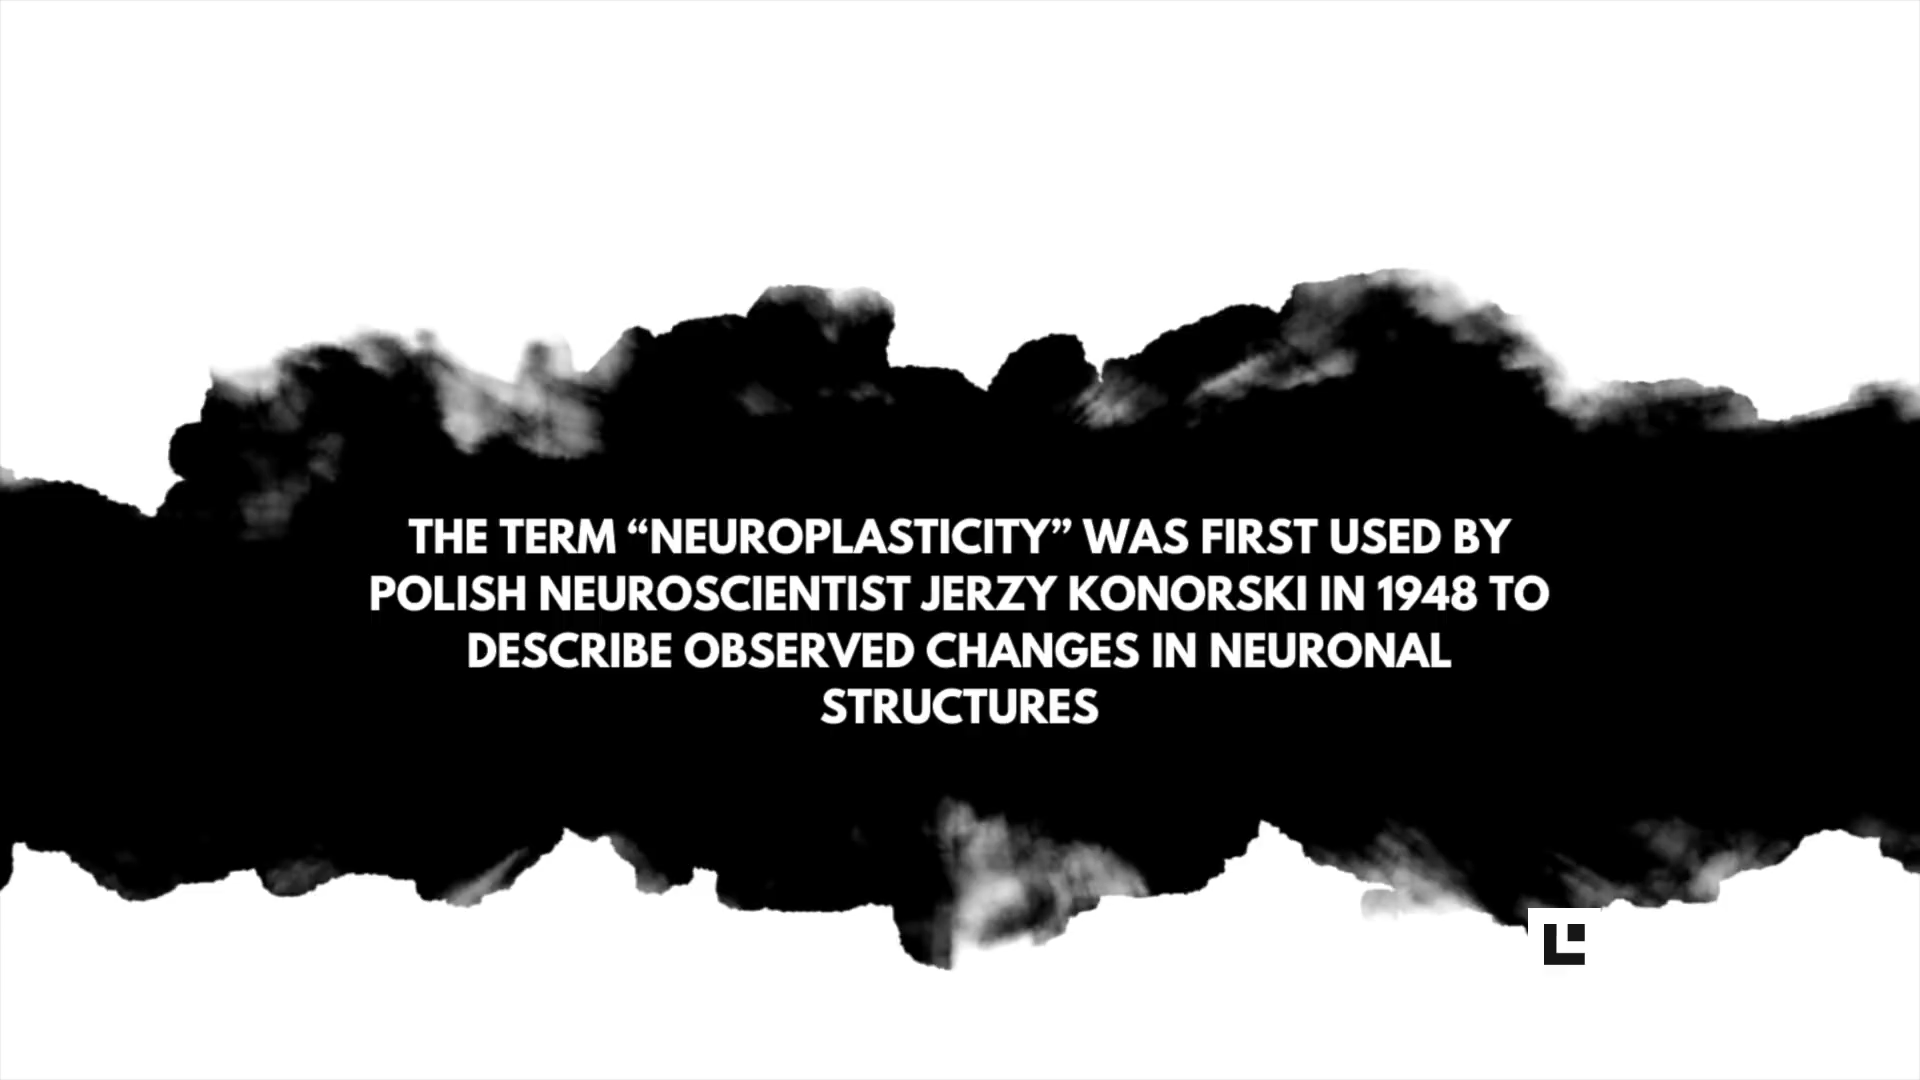 THE TERM “NEUROPLASTICITY” WAS FIRST USED BY
POLISH NEUROSCIENTIST JERZY KONORSKI IN 1948 TO
DESCRIBE OBSERVED CHANGES IN NEURONAL
STRUCTURES